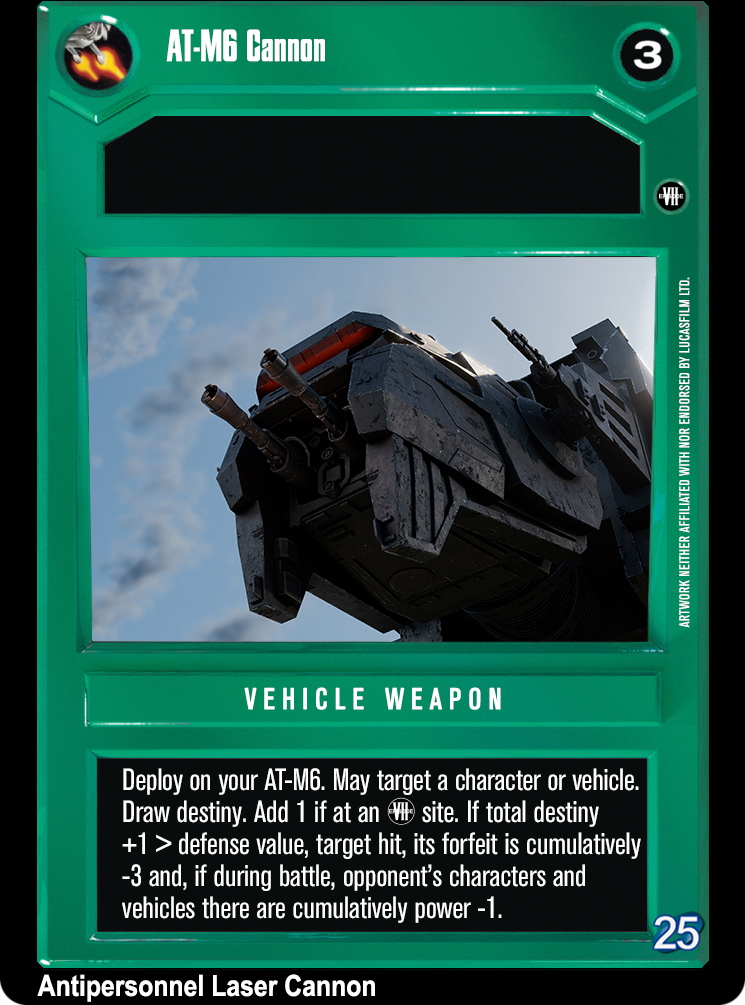 AT-M6 Cannon
3
EPISODE VII
ARTWORK NEITHER AFFILIATED WITH NOR ENDORSED BY LUCASFILM LTD.
VEHICLE WEAPON
Deploy on your AT-M6. May target a character or vehicle.
Draw destiny. Add 1 if at an EPISODE VII site. If total destiny
+1 > defense value, target hit, its forfeit is cumulatively
-3 and, if during battle, opponent’s characters and
vehicles there are cumulatively power -1.
25
Antipersonnel Laser Cannon